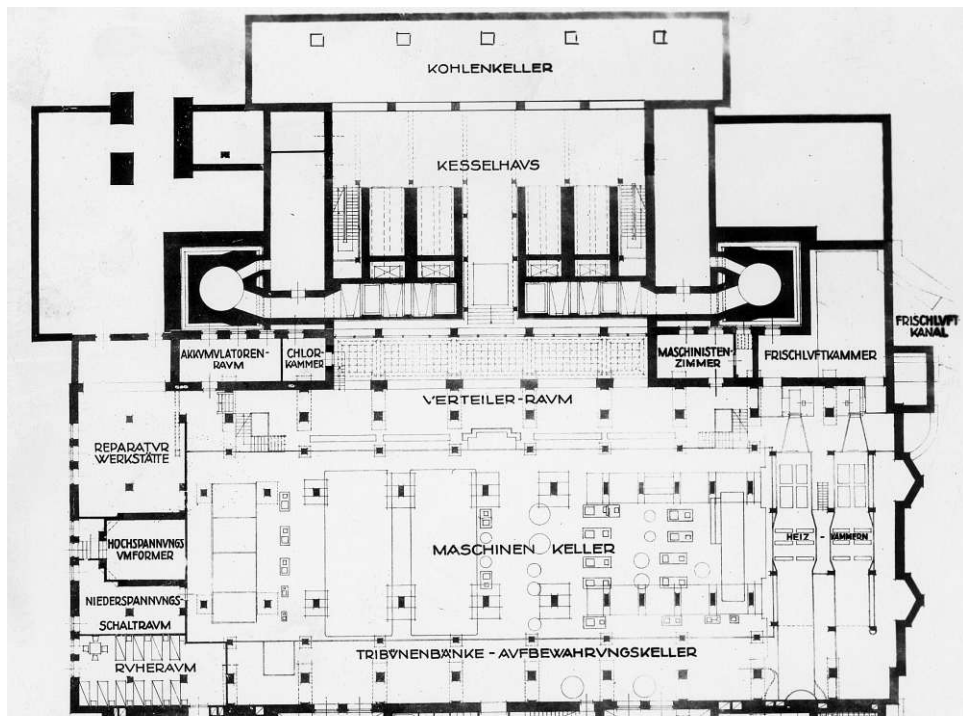 KOHLENKELLER
KESSELHAVS
FRISCHLVFT
KANAL
AKKVMVLATOREN-
RAVM
CHLOR-
KAMMER
MASCHINISTEN-
ZIMMER
FRISCHLVFTKAMMER
VERTEILER-RAVM
REPARATVR
WERKSTÄTTE
HOCHSPANNVNGS
VMFORMER
MASCHINEN KELLER
HEIZ - KAMMERN
NIEDERSPANNVNGS-
SCHALTRAVM
RVHERAVM
TRIBVNENBÄNKE-AVFBEWAHRVNGSKELLER